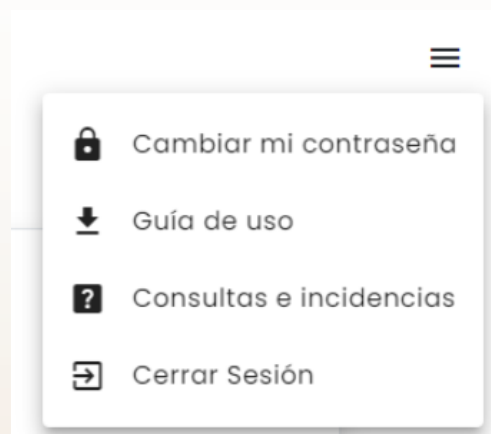 Cambiar mi contraseña
Guía de uso
Consultas e incidencias
Cerrar Sesión